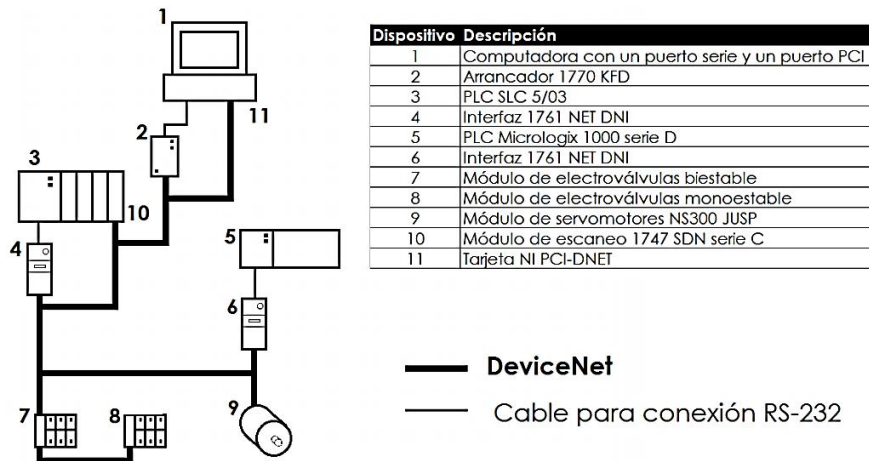 1
11
2
3
10
4
5
6
7
8
9
Dispositivo Descripción
1 Computadora con un puerto serie y un puerto PCI
2 Arrancador 1770 KFD
3 PLC SLC 5/03
4 Interfaz 1761 NET DNI
5 PLC Micrologix 1000 serie D
6 Interfaz 1761 NET DNI
7 Módulo de electroválvulas biestable
8 Módulo de electroválvulas monoestable
9 Módulo de servomotores NS300 JUSP
10 Módulo de escaneo 1747 SDN serie C
11 Tarjeta NI PCI-DNET
DeviceNet
Cable para conexión RS-232